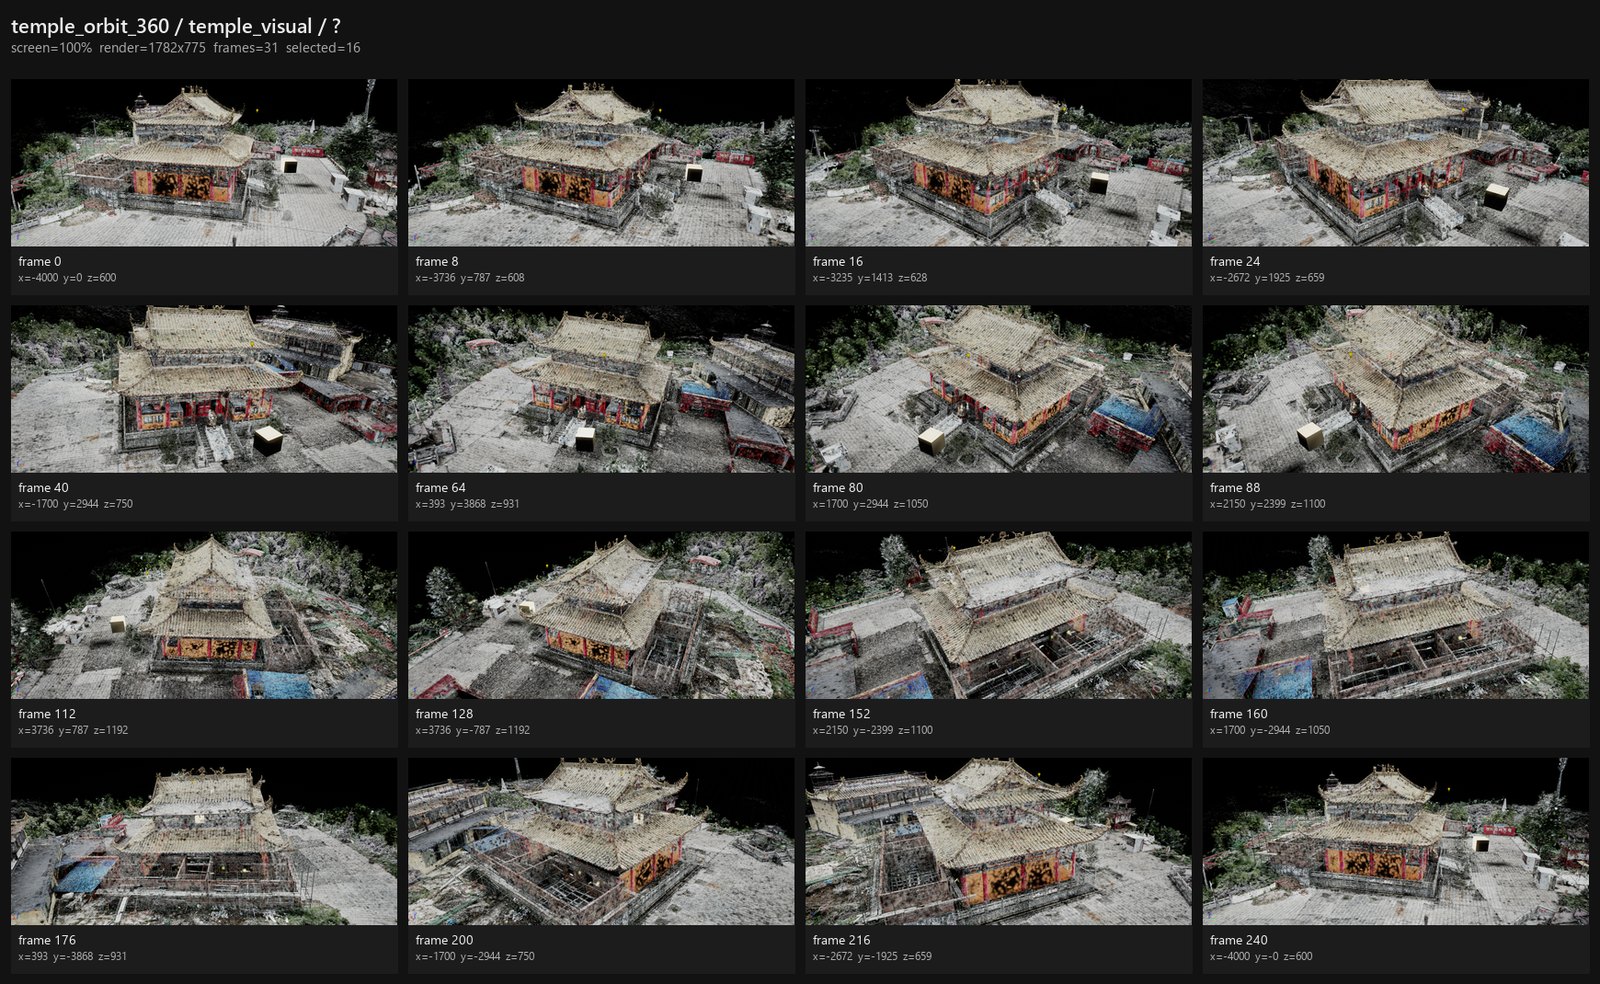 temple_orbit_360 / temple_visual / ?
screen=100% render=1782x775 frames=31 selected=16
frame 0
x=-4000 y=0 z=600
frame 8
x=-3736 y=787 z=608
frame 16
x=-3235 y=1413 z=628
frame 24
x=-2672 y=1925 z=659
frame 40
x=-1700 y=2944 z=750
frame 64
x=393 y=3868 z=931
frame 80
x=1700 y=2944 z=1050
frame 88
x=2150 y=2399 z=1100
frame 112
x=3736 y=787 z=1192
frame 128
x=3736 y=-787 z=1192
frame 152
x=2150 y=-2399 z=1100
frame 160
x=1700 y=-2944 z=1050
frame 176
x=393 y=-3868 z=931
frame 200
x=-1700 y=-2944 z=750
frame 216
x=-2672 y=-1925 z=659
frame 240
x=-4000 y=-0 z=600